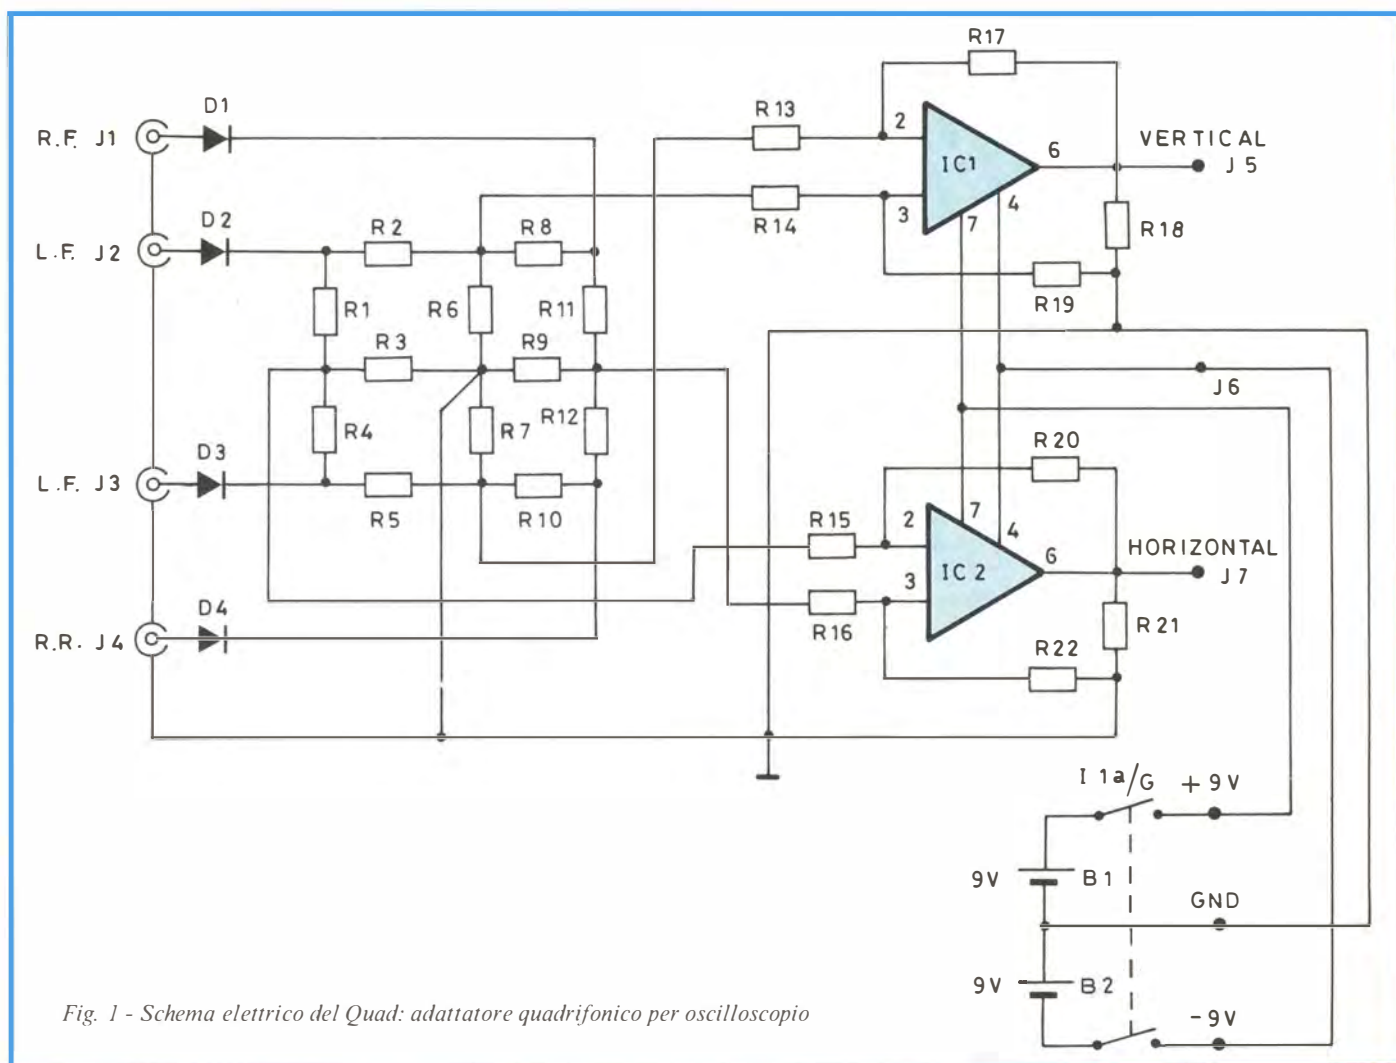 R17
D1
R13
R.F. J1
2
6
VERTICAL
J5
IC1
D2
R2
R8
R14
3
7
4
L.F. J2
R18
R1
R6
R11
R19
R3
R9
J6
R4
R7
R12
D3
R20
L.F. J3
R5
R10
R15
2
7
4
HORIZONTAL
J7
IC2
6
D4
3
R16
R21
R.R. J4
R22
I1a/G
+9V
9V
B1
GND
9V
B2
-9V
Fig. 1 - Schema elettrico del Quad: adattatore quadrifonico per oscilloscopio